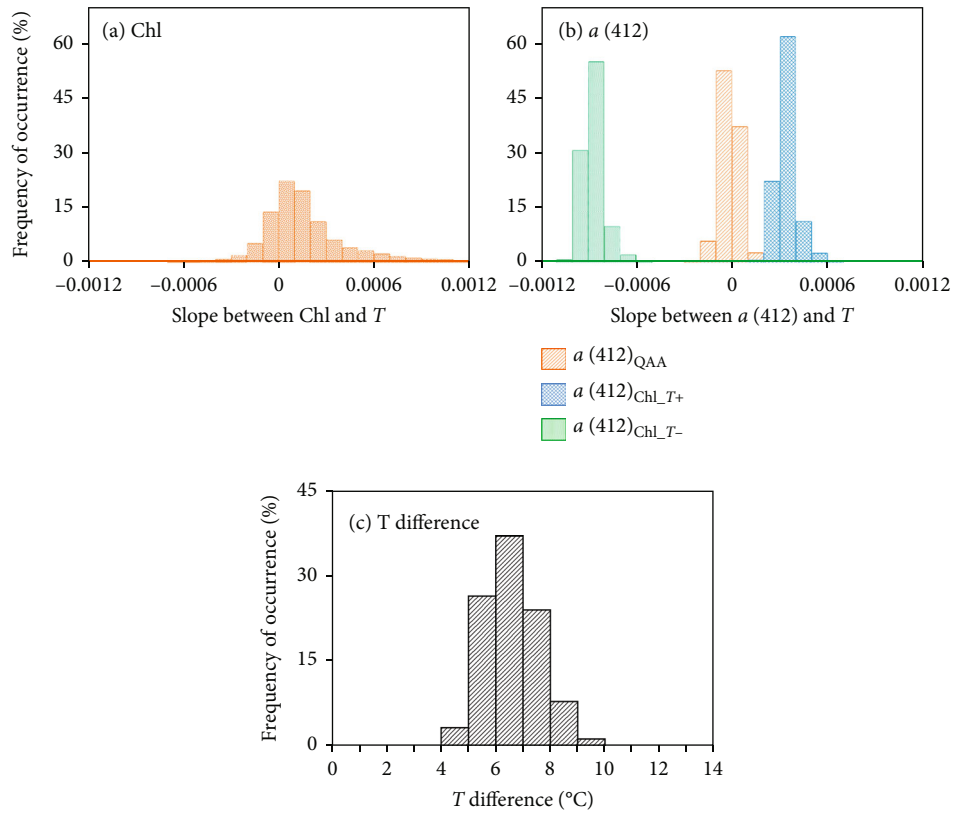 (a) Chl
Frequency of occurrence (%)
60
45
30
15
0
−0.0012
−0.0006
0
0.0006
0.0012
Slope between Chl and T
(b) a (412)
60
45
30
15
0
−0.0012
−0.0006
0
0.0006
0.0012
Slope between a (412) and T
a (412)QAA
a (412)Chl_T+
a (412)Chl_T−
(c) T difference
Frequency of occurrence (%)
45
30
15
0
0
2
4
6
8
10
12
14
T difference (°C)